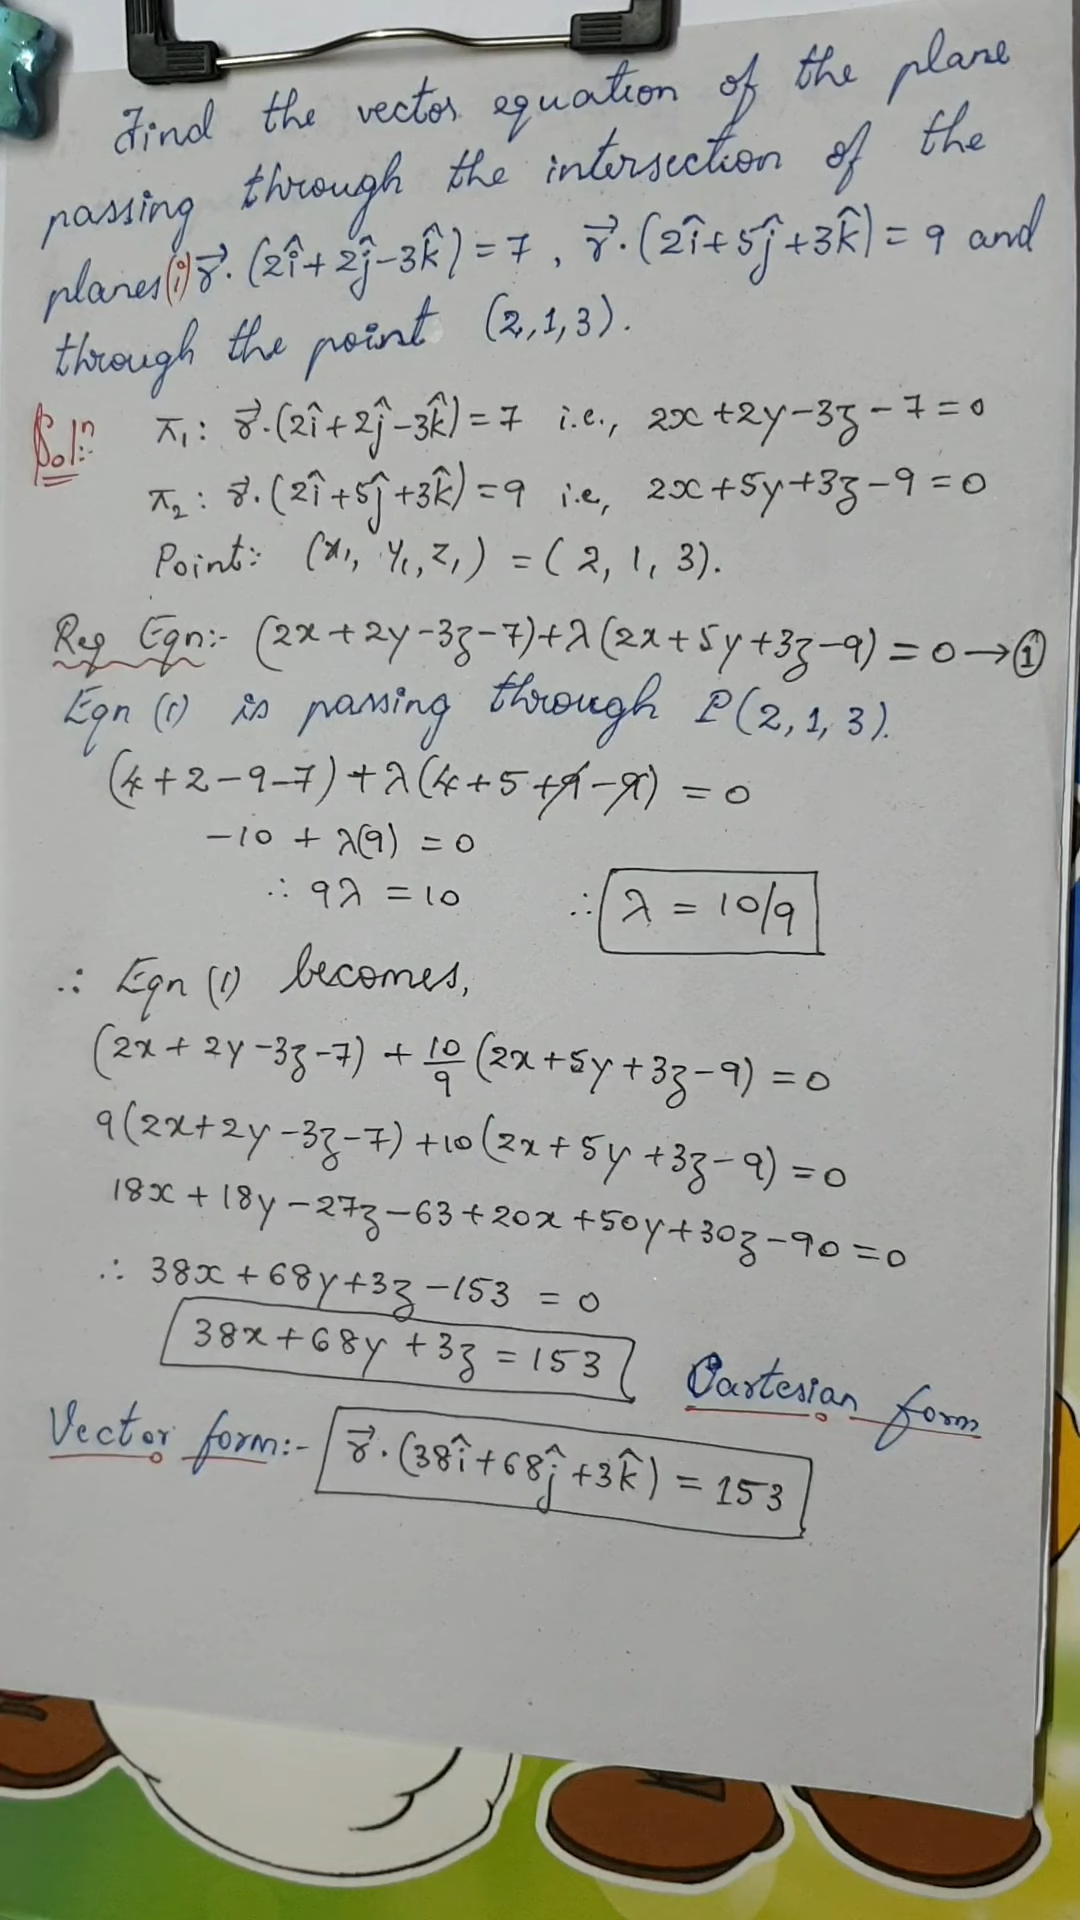 Find the vector equation of the plane
passing through the intersection of the
planes (i) r⃗.(2î+2ĵ-3k̂)=7, r⃗.(2î+5ĵ+3k̂)=9 and
through the point (2,1,3).
Solⁿ:- π₁: r⃗.(2î+2ĵ-3k̂)=7 i.e., 2x+2y-3z-7=0
π₂: r⃗.(2î+5ĵ+3k̂)=9 i.e, 2x+5y+3z-9=0
Point:- (x₁, y₁, z₁) = (2, 1, 3).
Req Eqn:- (2x+2y-3z-7)+λ(2x+5y+3z-9)=0→①
Eqn (1) is passing through P(2,1,3).
(4+2-9-7)+λ(4+5+9-9) = 0
-10 + λ(9) = 0
∴ 9λ = 10 ∴ λ = 10/9
∴ Eqn (1) becomes,
(2x+2y-3z-7) + 10/9 (2x+5y+3z-9) = 0
9(2x+2y-3z-7)+10(2x+5y+3z-9)=0
18x+18y-27z-63+20x+50y+30z-90=0
∴ 38x+68y+3z-153 = 0
38x+68y+3z=153 Cartesian form
Vector form:- r⃗.(38î+68ĵ+3k̂) = 153